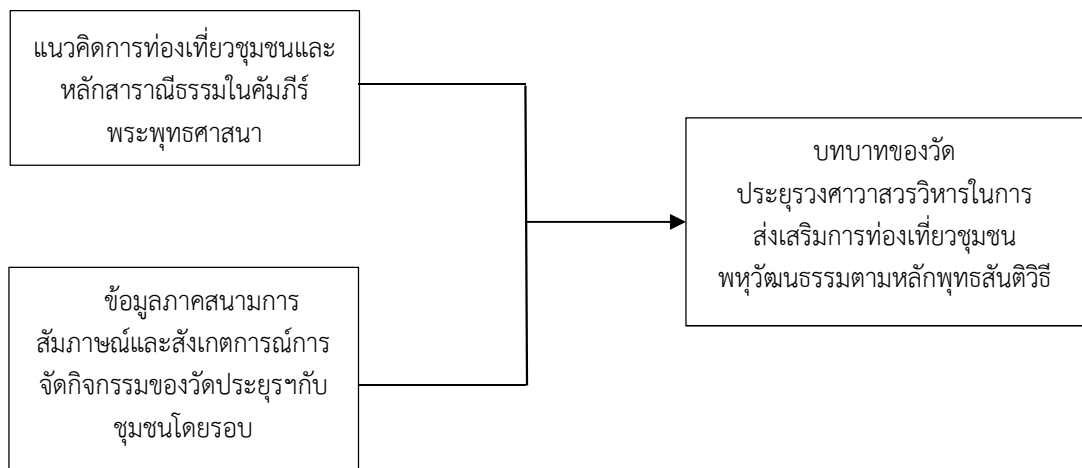 แนวคิดการท่องเที่ยวชุมชนและ
หลักสาราณียธรรมในคัมภีร์
พระพุทธศาสนา
บทบาทของวัด
ประยุรวงศาวาสวรวิหารในการ
ส่งเสริมการท่องเที่ยวชุมชน
พหุวัฒนธรรมตามหลักพุทธสันติวิธี
ข้อมูลภาคสนามการ
สัมภาษณ์และสังเกตการณ์การ
จัดกิจกรรมของวัดประยุรฯกับ
ชุมชนโดยรอบ